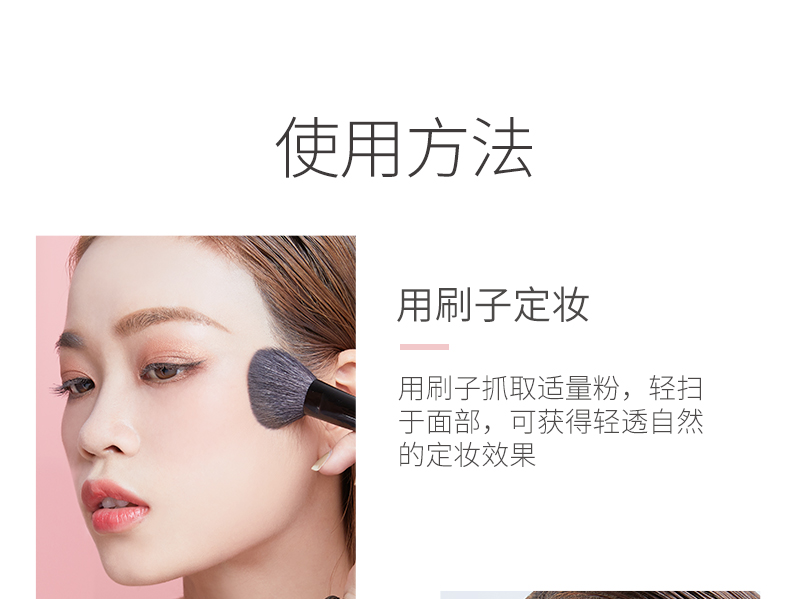 使用方法
用刷子定妆
用刷子抓取适量粉，轻扫
于面部，可获得轻透自然
的定妆效果